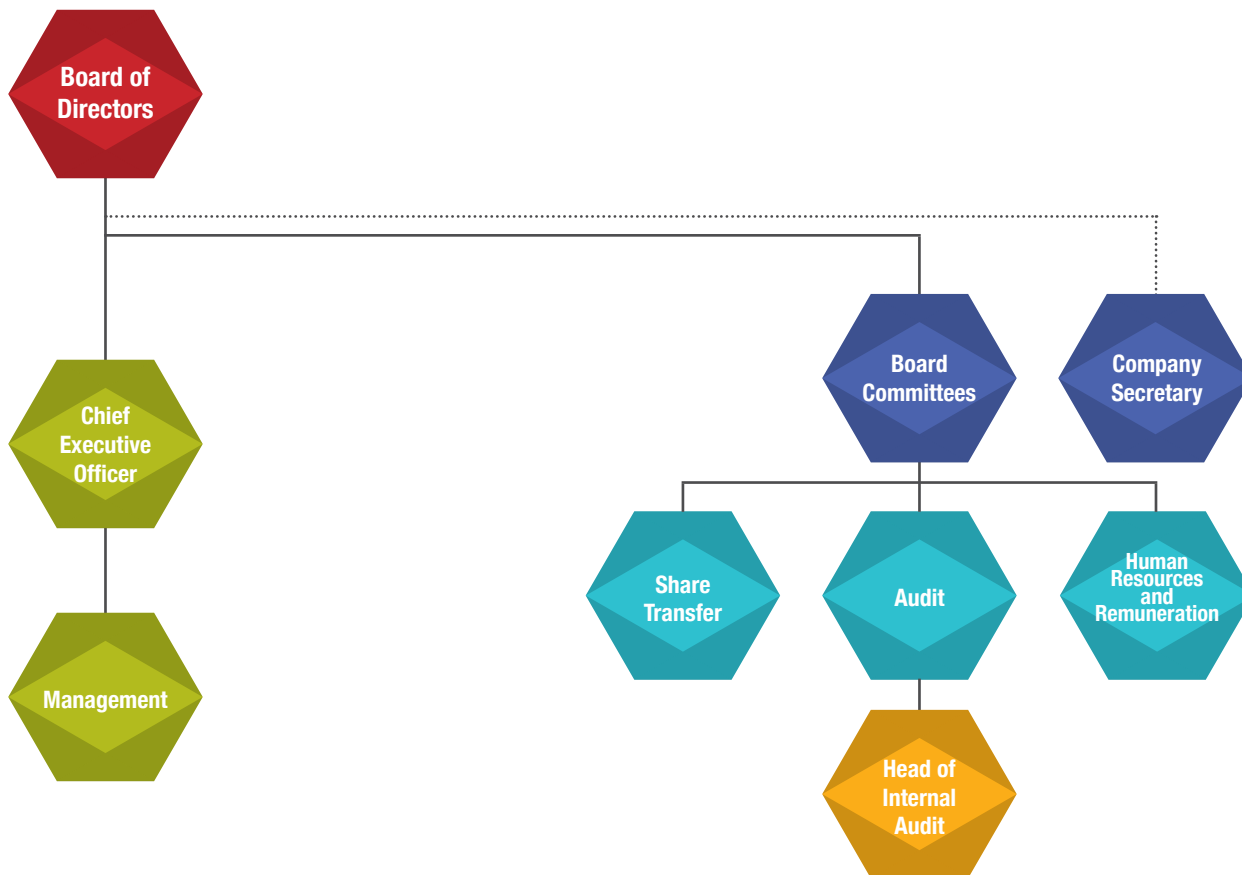 Board of
Directors
Board
Committees
Company
Secretary
Chief
Executive
Officer
Share
Transfer
Audit
Human
Resources
and
Remuneration
Management
Head of
Internal
Audit